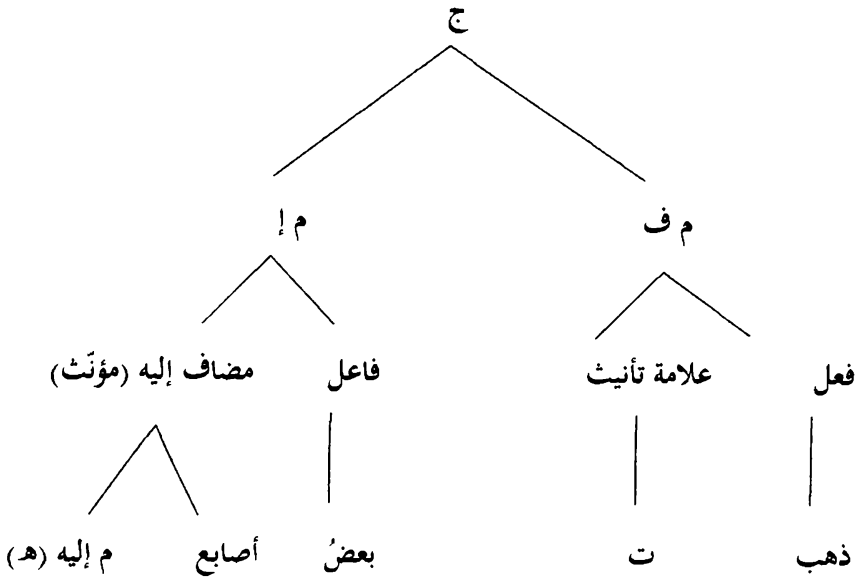 ج
م ف م إ
فعل علامة تأنيث فاعل مضاف إليه (مؤنّث)
ذهب ت بعضُ أصابع م إليه (هـ)